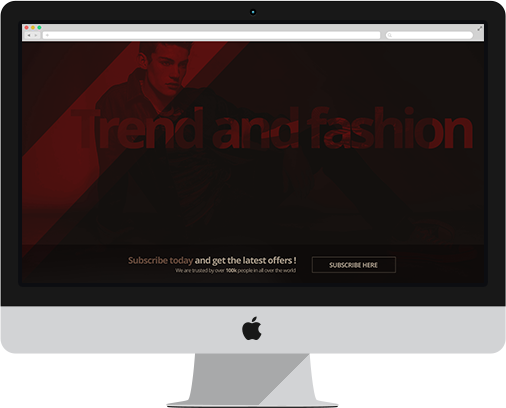 Trend and fashion
Subscribe today and get the latest offers !
We are trusted by over 100k people in all over the world
SUBSCRIBE HERE